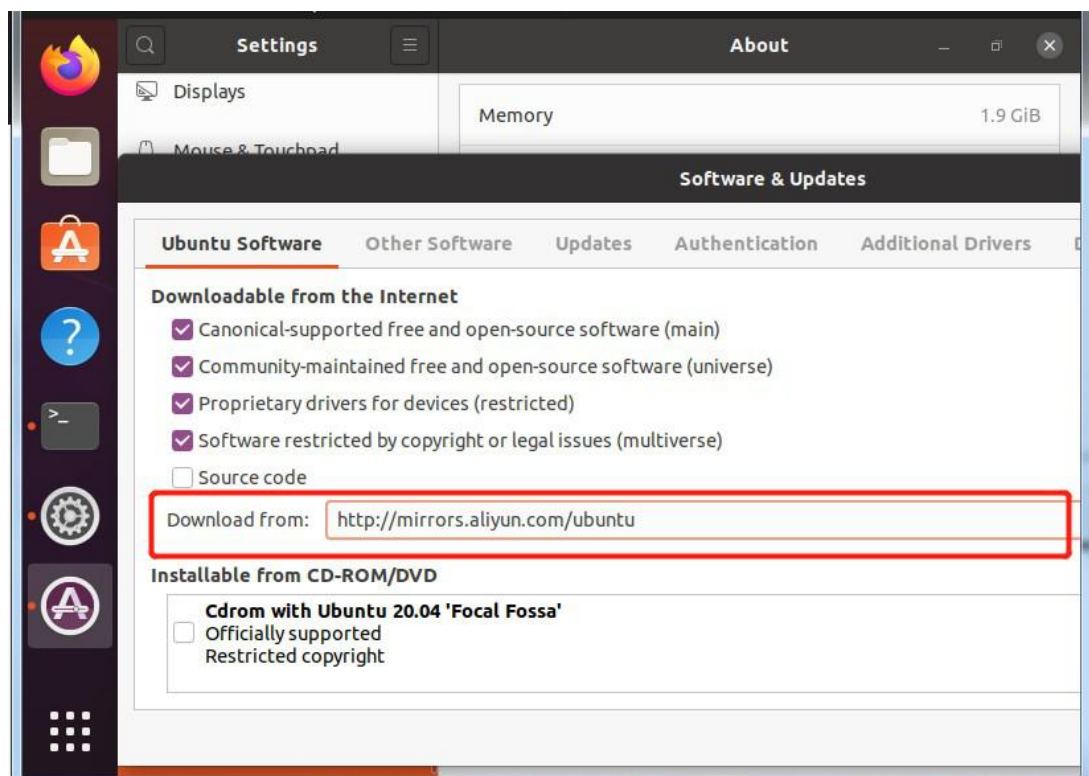 Settings
About
Displays
Memory
1.9 GiB
Mouse & Touchpad
Software & Updates
Ubuntu Software
Other Software
Updates
Authentication
Additional Drivers
Downloadable from the Internet
Canonical-supported free and open-source software (main)
Community-maintained free and open-source software (universe)
Proprietary drivers for devices (restricted)
Software restricted by copyright or legal issues (multiverse)
Source code
Download from: http://mirrors.aliyun.com/ubuntu
Installable from CD-ROM/DVD
Cdrom with Ubuntu 20.04 'Focal Fossa'
Officially supported
Restricted copyright